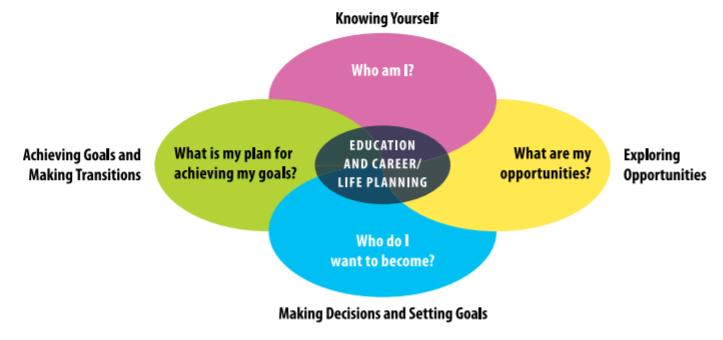 Knowing Yourself
Who am I?
Achieving Goals and
Making Transitions
What is my plan for
achieving my goals?
EDUCATION
AND CAREER/
LIFE PLANNING
What are my
opportunities?
Exploring
Opportunities
Who do I
want to become?
Making Decisions and Setting Goals